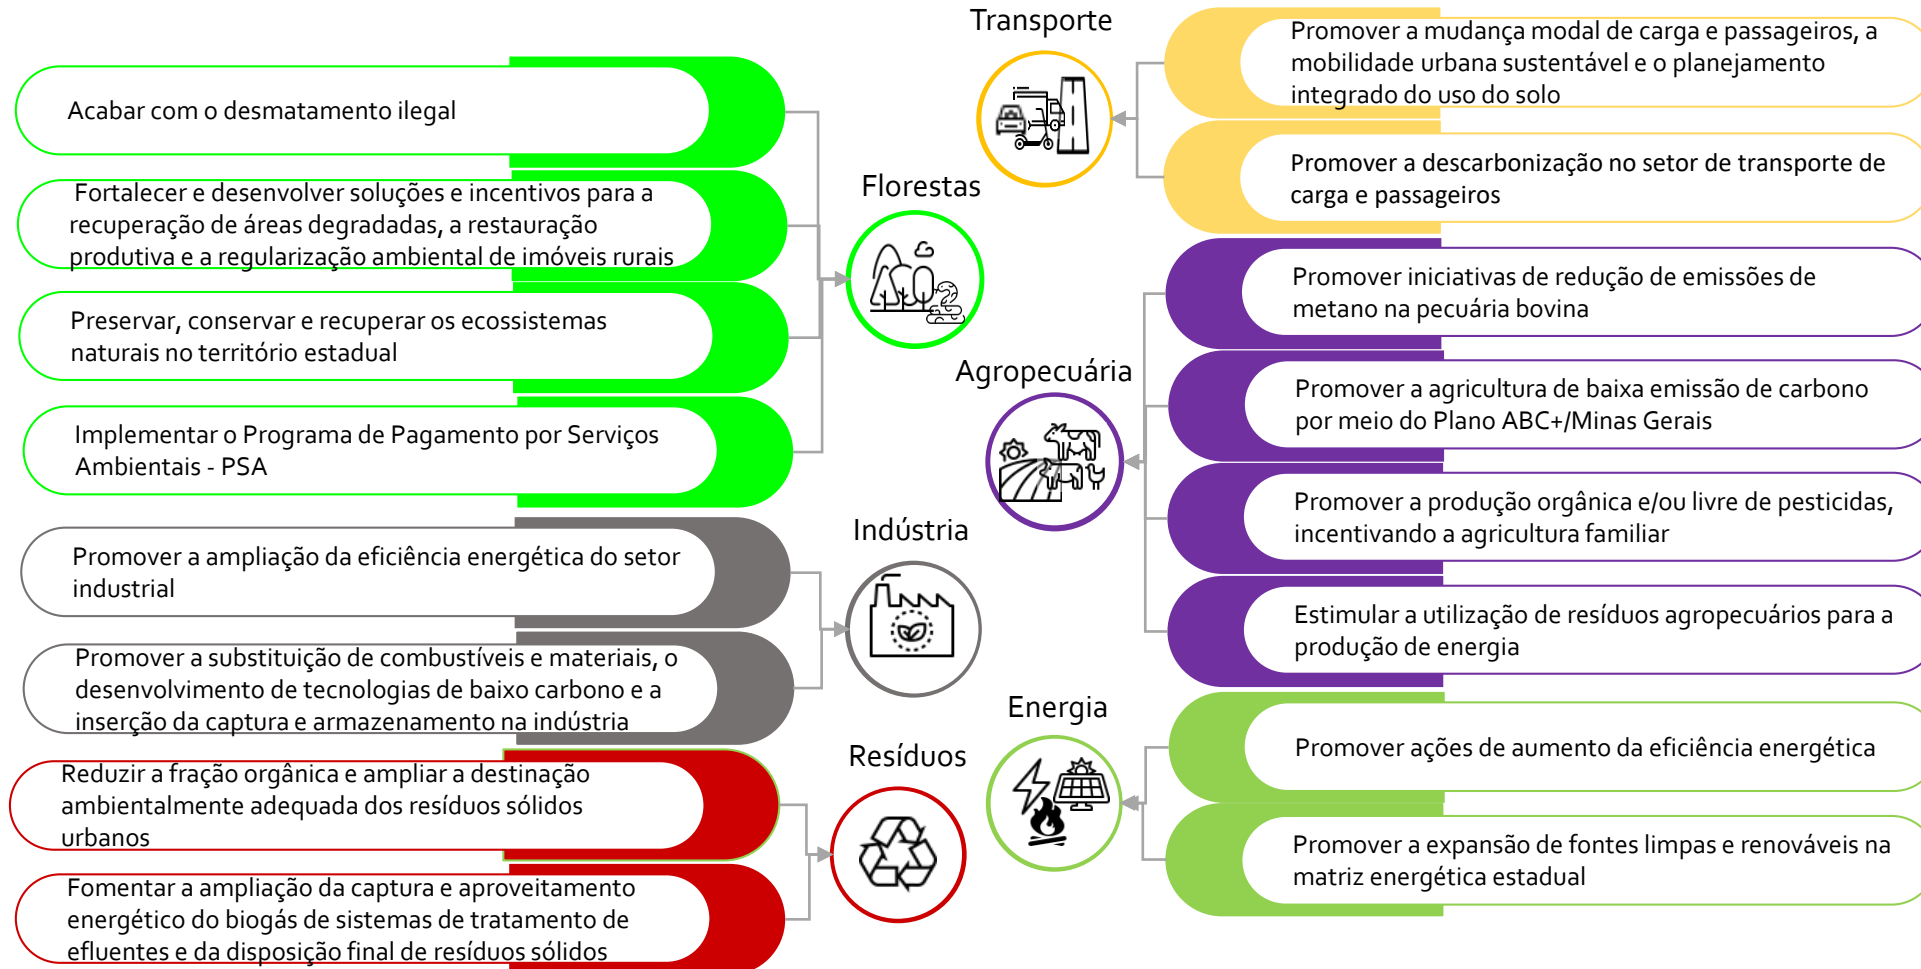 Florestas
Acabar com o desmatamento ilegal
Fortalecer e desenvolver soluções e incentivos para a
recuperação de áreas degradadas, a restauração
produtiva e a regularização ambiental de imóveis rurais
Preservar, conservar e recuperar os ecossistemas
naturais no território estadual
Implementar o Programa de Pagamento por Serviços
Ambientais - PSA
Indústria
Promover a ampliação da eficiência energética do setor
industrial
Promover a substituição de combustíveis e materiais, o
desenvolvimento de tecnologias de baixo carbono e a
inserção da captura e armazenamento na indústria
Resíduos
Reduzir a fração orgânica e ampliar a destinação
ambientalmente adequada dos resíduos sólidos
urbanos
Fomentar a ampliação da captura e aproveitamento
energético do biogás de sistemas de tratamento de
efluentes e da disposição final de resíduos sólidos
Transporte
Promover a mudança modal de carga e passageiros, a
mobilidade urbana sustentável e o planejamento
integrado do uso do solo
Promover a descarbonização no setor de transporte de
carga e passageiros
Agropecuária
Promover iniciativas de redução de emissões de
metano na pecuária bovina
Promover a agricultura de baixa emissão de carbono
por meio do Plano ABC+/Minas Gerais
Promover a produção orgânica e/ou livre de pesticidas,
incentivando a agricultura familiar
Estimular a utilização de resíduos agropecuários para a
produção de energia
Energia
Promover ações de aumento da eficiência energética
Promover a expansão de fontes limpas e renováveis na
matriz energética estadual